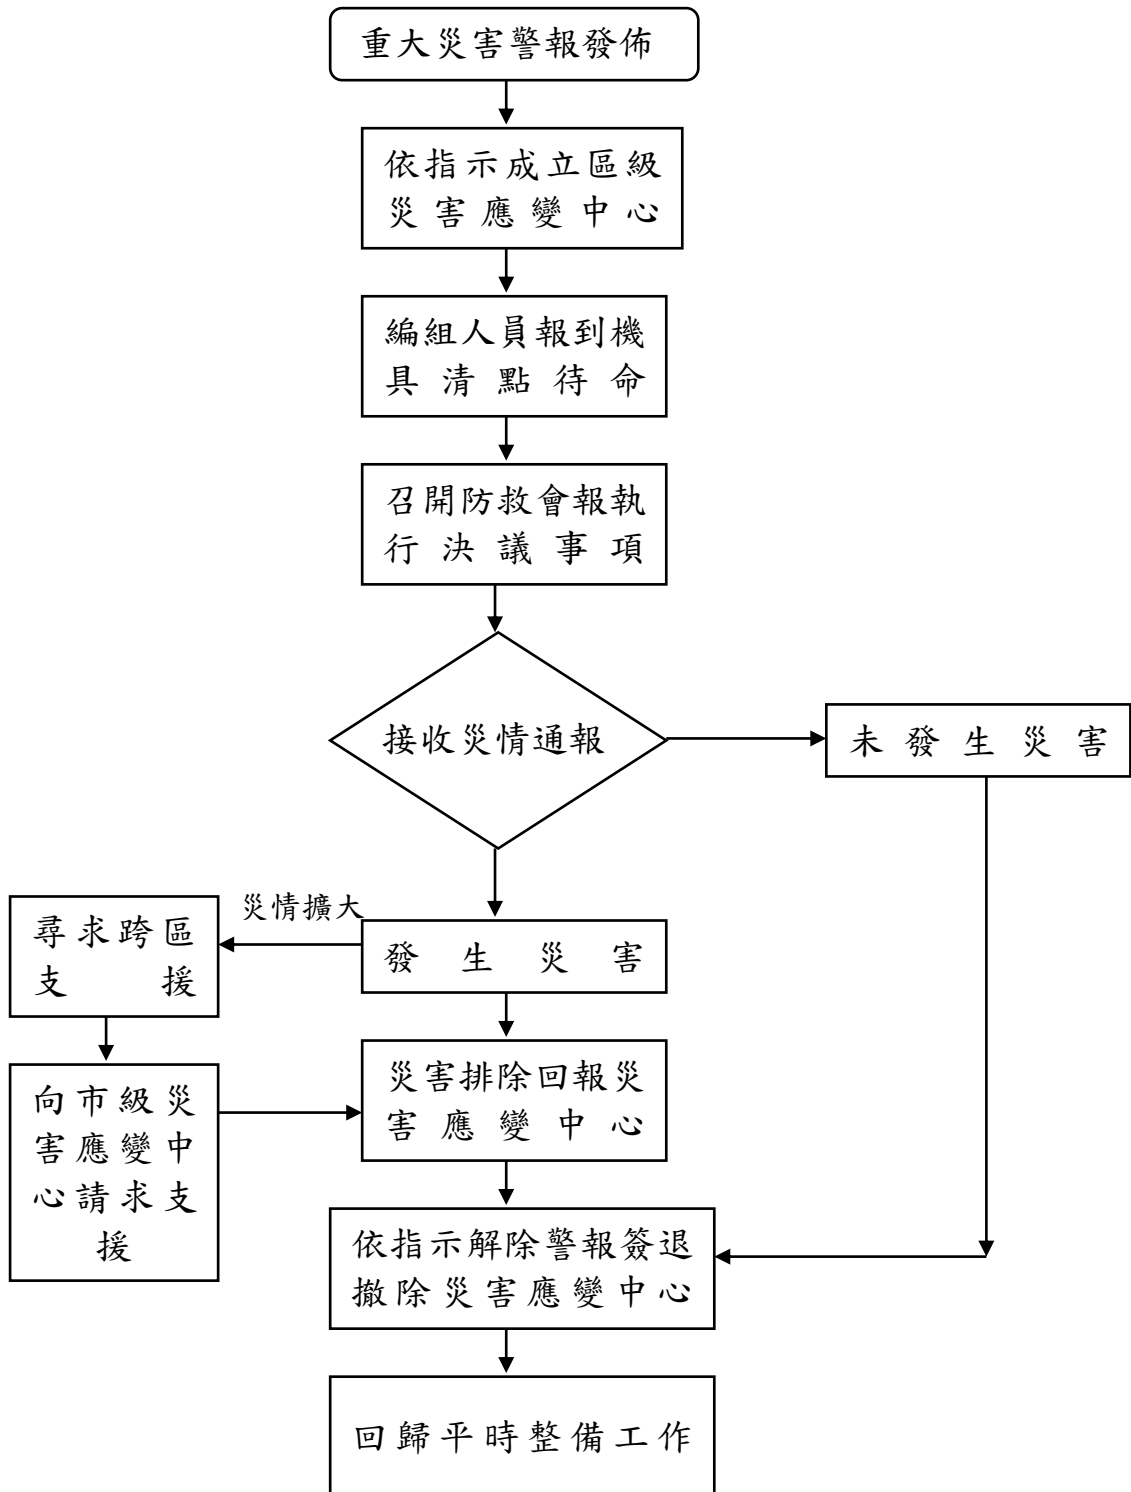 重大災害警報發佈
依指示成立區級
災害應變中心
編組人員報到機
具清點待命
召開防救會報執
行決議事項
接收災情通報
未發生災害
災情擴大
尋求跨區
支援
發生災害
向市級災
害應變中
心請求支
援
災害排除回報災
害應變中心
依指示解除警報簽退
撤除災害應變中心
回歸平時整備工作